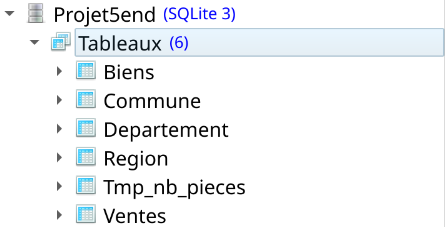 Projet5end (SQLite 3)
Tableaux (6)
Biens
Commune
Departement
Region
Tmp_nb_pieces
Ventes